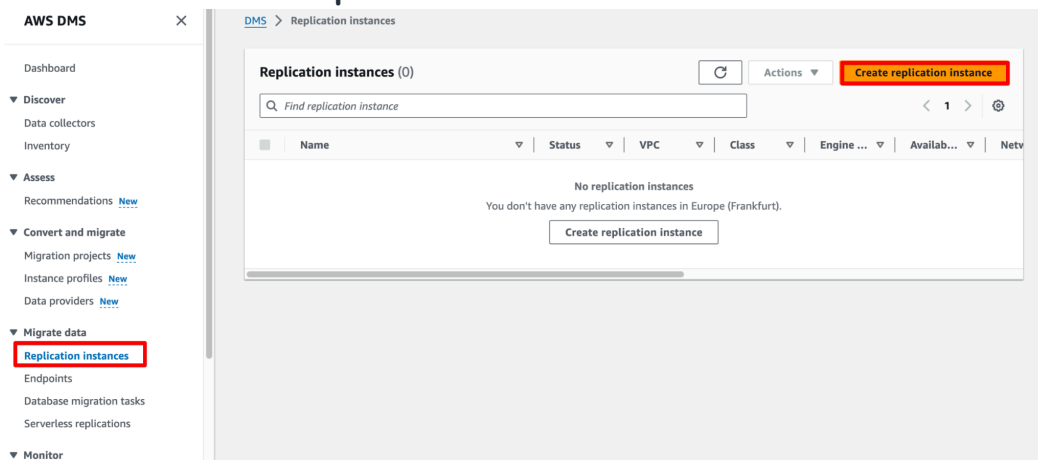 AWS DMS
Dashboard
Discover
Data collectors
Inventory
Assess
Recommendations New
Convert and migrate
Migration projects New
Instance profiles New
Data providers New
Migrate data
Replication instances
Endpoints
Database migration tasks
Serverless replications
Monitor
DMS > Replication instances
Replication instances (0)
Actions
Create replication instance
Find replication instance
< 1 >
Name Status VPC Class Engine ... Availab... Netw
No replication instances
You don't have any replication instances in Europe (Frankfurt).
Create replication instance